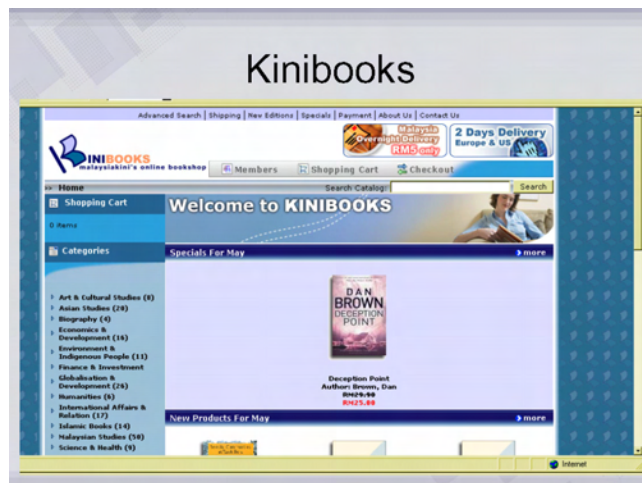 Kinibooks
Advanced Search | Shipping | New Editions | Specials | Payment | About Us | Contact Us
Malaysia
Overnight Delivery
RM5 only
2 Days Delivery
Europe & US
KINIBOOKS
malaysiakini's online bookshop
Members
Shopping Cart
Checkout
Home
Search Catalog:
Search
Shopping Cart
0 items
Welcome to KINIBOOKS
Categories
Specials For May
more
Art & Cultural Studies (8)
Asian Studies (28)
Biography (4)
Economics &
Development (16)
Environment &
Indigenous People (11)
Finance & Investment
Globalisation &
Development (26)
Humanities (6)
International Affairs &
Relation (17)
Islamic Books (14)
Malaysian Studies (50)
Science & Health (9)
DAN
BROWN
DECEPTION
POINT
Deception Point
Author: Brown, Dan
RM29.90
RM25.00
New Products For May
more
Internet